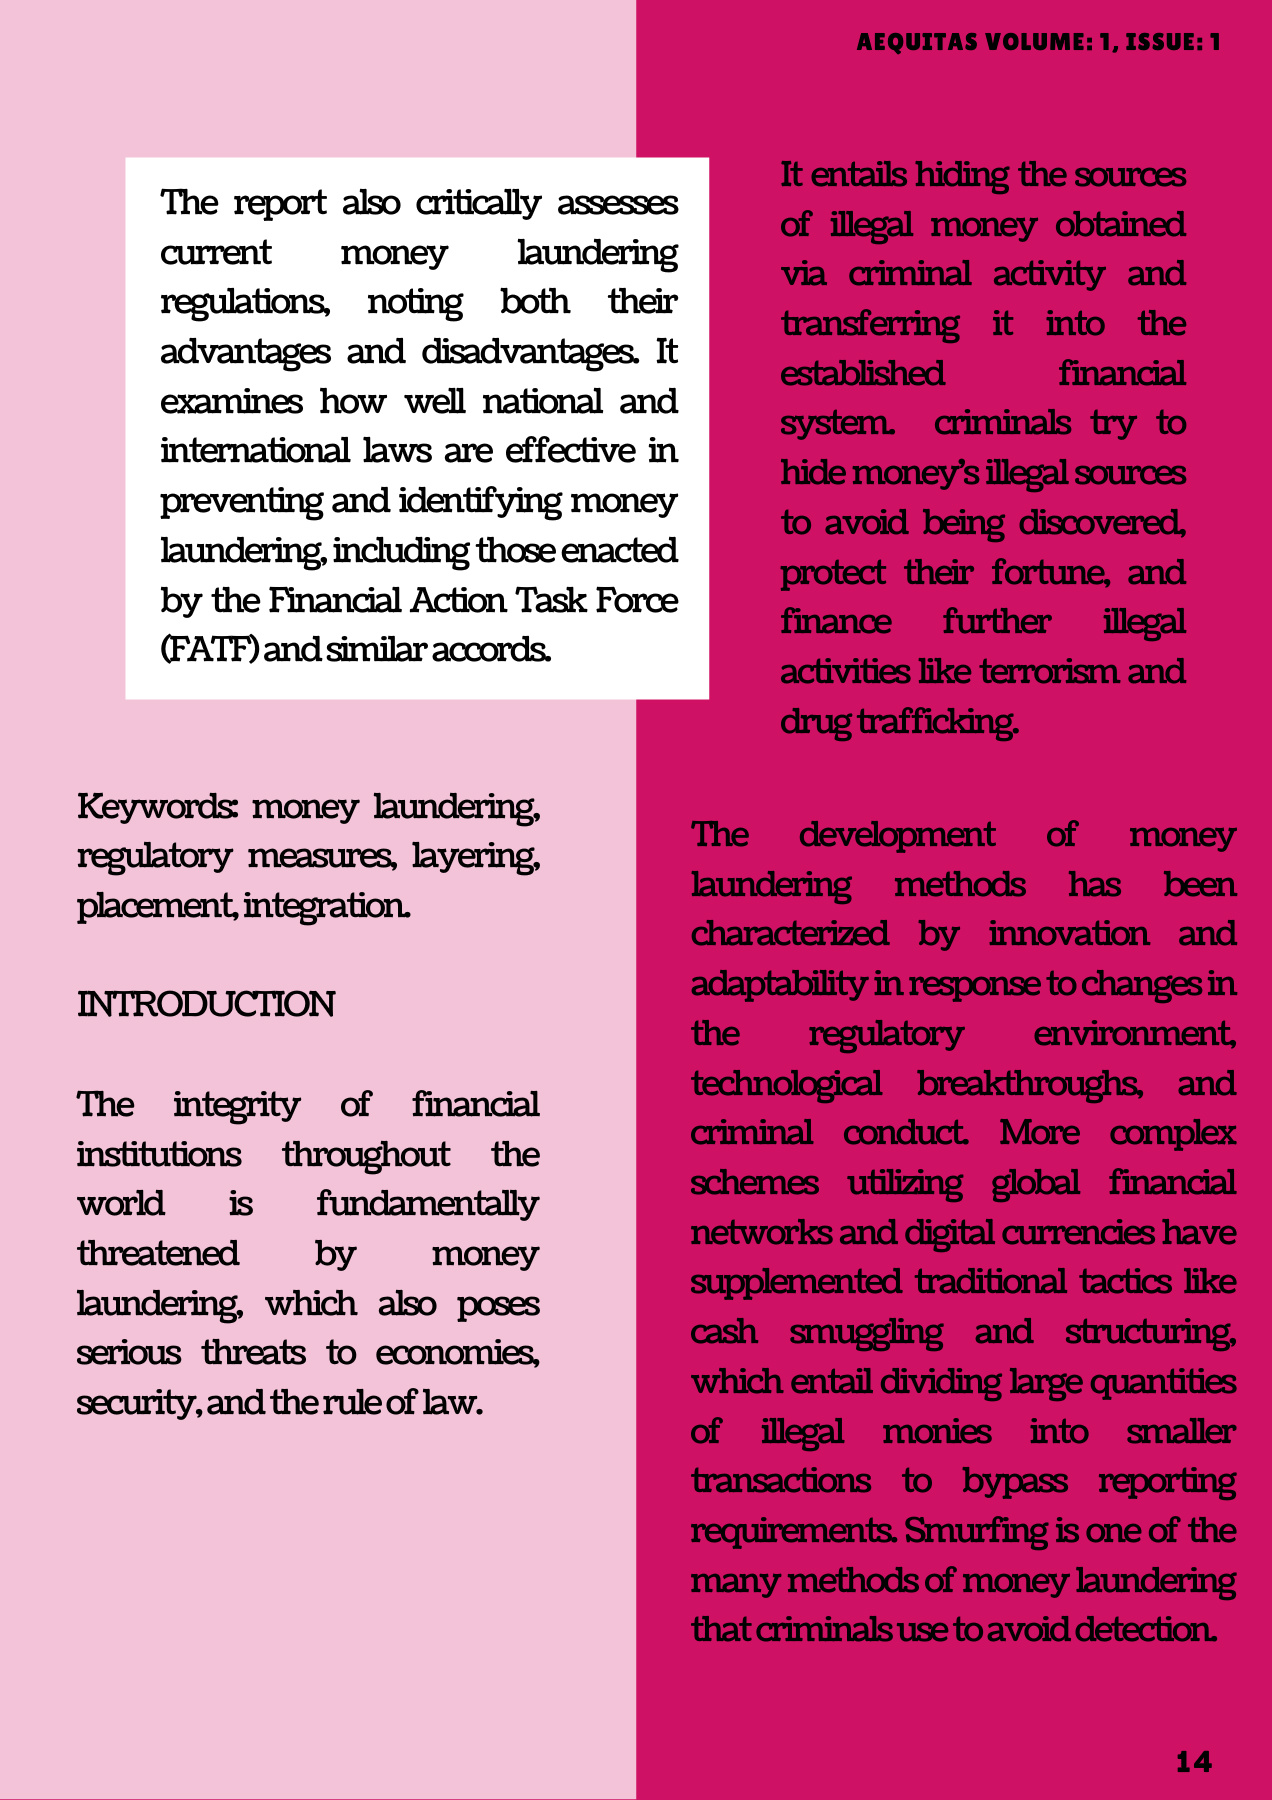 AEQUITAS VOLUME: 1, ISSUE: 1
The report also critically assesses
current money laundering
regulations, noting both their
advantages and disadvantages. It
examines how well national and
international laws are effective in
preventing and identifying money
laundering, including those enacted
by the Financial Action Task Force
(FATF) and similar accords.
Keywords: money laundering,
regulatory measures, layering,
placement, integration.
INTRODUCTION
The integrity of financial
institutions throughout the
world is fundamentally
threatened by money
laundering, which also poses
serious threats to economies,
security, and the rule of law.
It entails hiding the sources
of illegal money obtained
via criminal activity and
transferring it into the
established financial
system. criminals try to
hide money’s illegal sources
to avoid being discovered,
protect their fortune, and
finance further illegal
activities like terrorism and
drug trafficking.
The development of money
laundering methods has been
characterized by innovation and
adaptability in response to changes in
the regulatory environment,
technological breakthroughs, and
criminal conduct. More complex
schemes utilizing global financial
networks and digital currencies have
supplemented traditional tactics like
cash smuggling and structuring,
which entail dividing large quantities
of illegal monies into smaller
transactions to bypass reporting
requirements. Smurfing is one of the
many methods of money laundering
that criminals use to avoid detection.
14